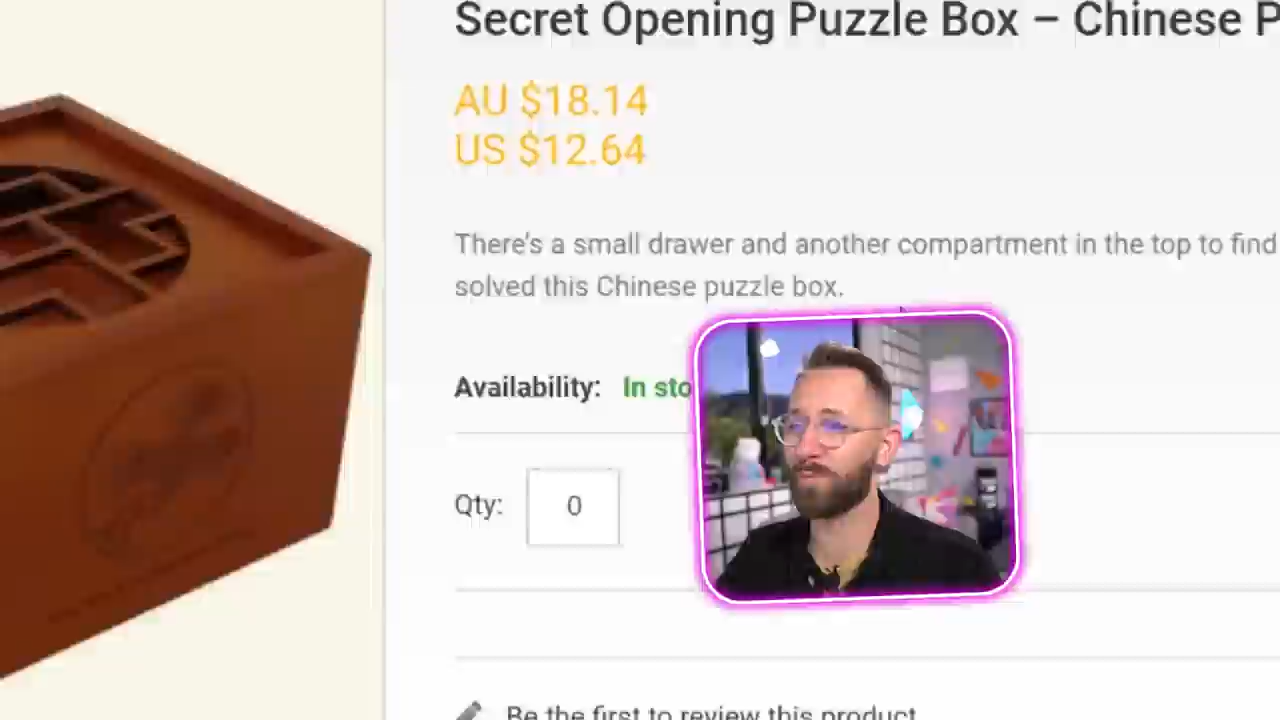 Secret Opening Puzzle Box – Chinese P
AU $18.14
US $12.64
There's a small drawer and another compartment in the top to find
solved this Chinese puzzle box.
Availability: In sto
Qty: 0
Be the first to review this product